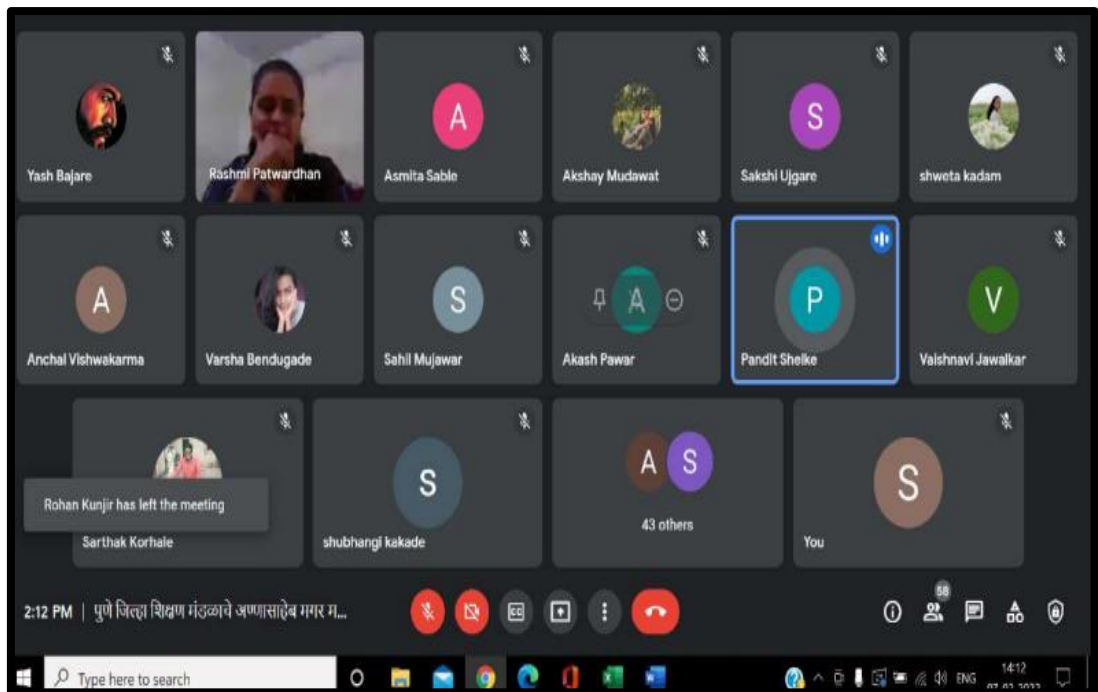 Yash Bajare
Rashmi Patwardhan
A
Asmita Sable
Akshay Mudawat
S
Sakshi Ujgare
shweta kadam
A
Anchal Vishwakarma
Varsha Bendugade
S
Sahil Mujawar
A
Akash Pawar
P
Pandit Shelke
V
Vaishnavi Jawalkar
Rohan Kunjir has left the meeting
Sarthak Korhale
S
shubhangi kakade
A S
43 others
S
You
2:12 PM | पुणे जिल्हा शिक्षण मंडळाचे अण्णासाहेब मगर म...
CC
58
Type here to search
ENG
14:12